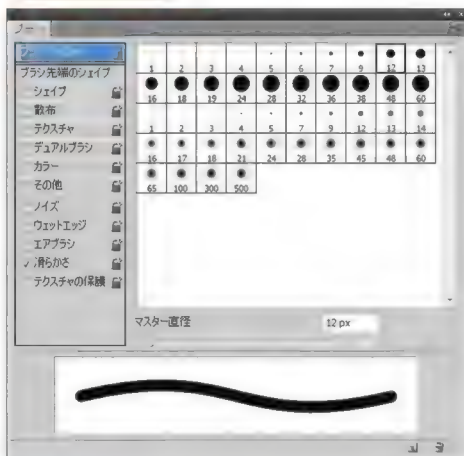 ブラシ先端のシェイプ
シェイプ
散布
テクスチャ
デュアルブラシ
カラー
その他
ノイズ
ウェットエッジ
エアブラシ
滑らかさ
テクスチャの保護
1 2 3 4 5 6 7 9 12 13
16 18 19 24 28 32 36 38 48 60
1 2 3 4 5 7 9 12 13 14
16 17 18 21 24 28 35 45 48 60
65 100 300 500
マスター直径 12 px